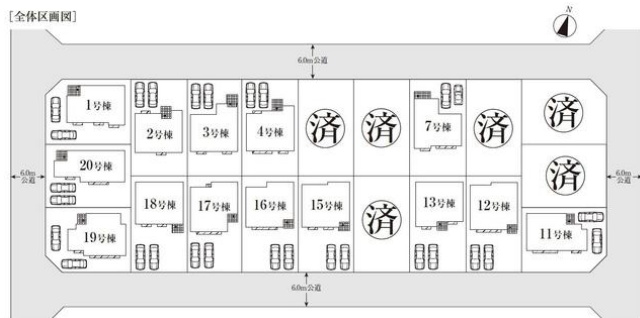 [全体区画図]
N
6.0m公道
1号棟
2号棟
3号棟
4号棟
済
済
7号棟
済
済
20号棟
6.0m
公道
6.0m
公道
済
18号棟
17号棟
16号棟
15号棟
済
13号棟
12号棟
19号棟
11号棟
6.0m公道